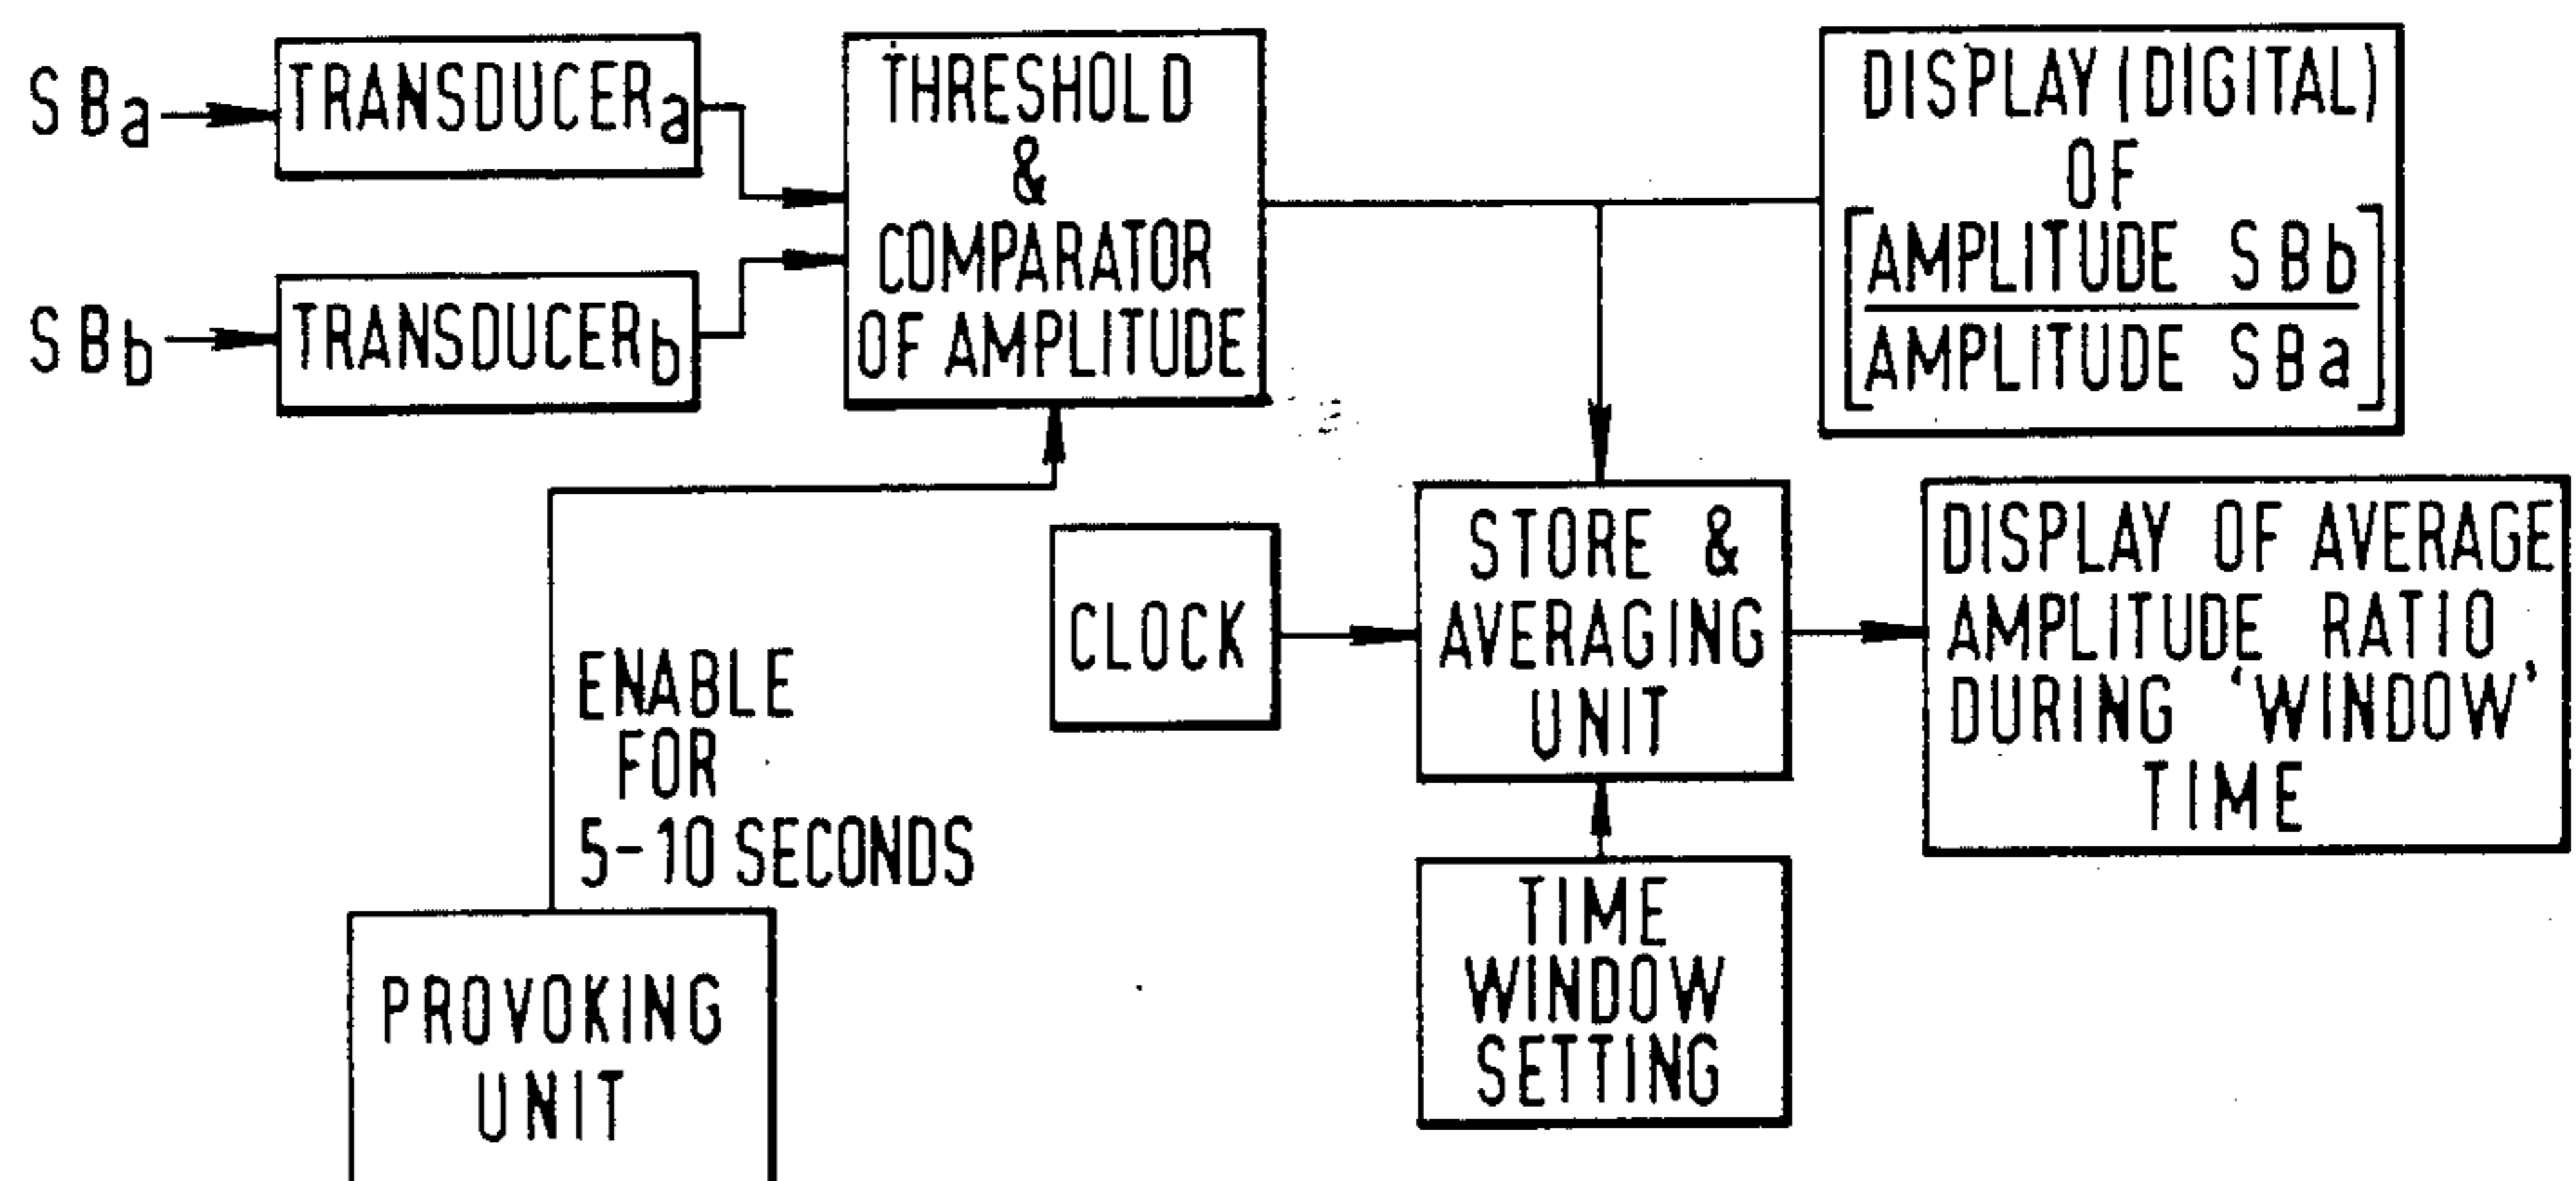 SBa
TRANSDUCERa
SBb
TRANSDUCERb
THRESHOLD
&
COMPARATOR
OF AMPLITUDE
DISPLAY (DIGITAL)
OF
[AMPLITUDE SBb
AMPLITUDE SBa]
ENABLE
FOR
5-10 SECONDS
PROVOKING
UNIT
CLOCK
STORE &
AVERAGING
UNIT
TIME
WINDOW
SETTING
DISPLAY OF AVERAGE
AMPLITUDE RATIO
DURING ‘WINDOW’
TIME